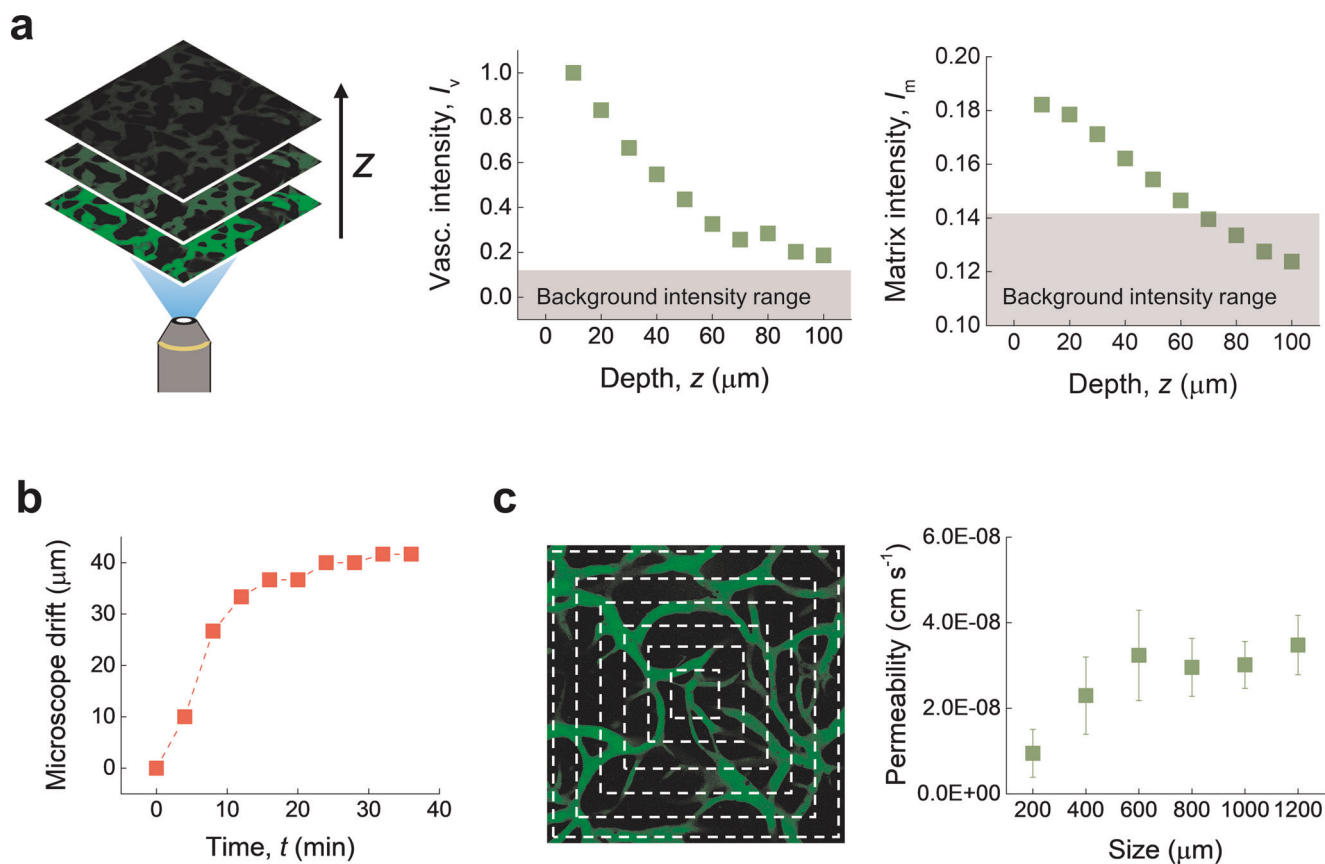 a
z
Vasc. intensity, Iv
1.0
0.8
0.6
0.4
0.2
0.0
Background intensity range
0 20 40 60 80 100
Depth, z (μm)
Matrix intensity, Im
0.20
0.18
0.16
0.14
0.12
0.10
Background intensity range
0 20 40 60 80 100
Depth, z (μm)
b
Microscope drift (μm)
40
30
20
10
0
0 10 20 30 40
Time, t (min)
c
Permeability (cm s⁻¹)
6.0E-08
4.0E-08
2.0E-08
0.0E+00
200 400 600 800 1000 1200
Size (μm)